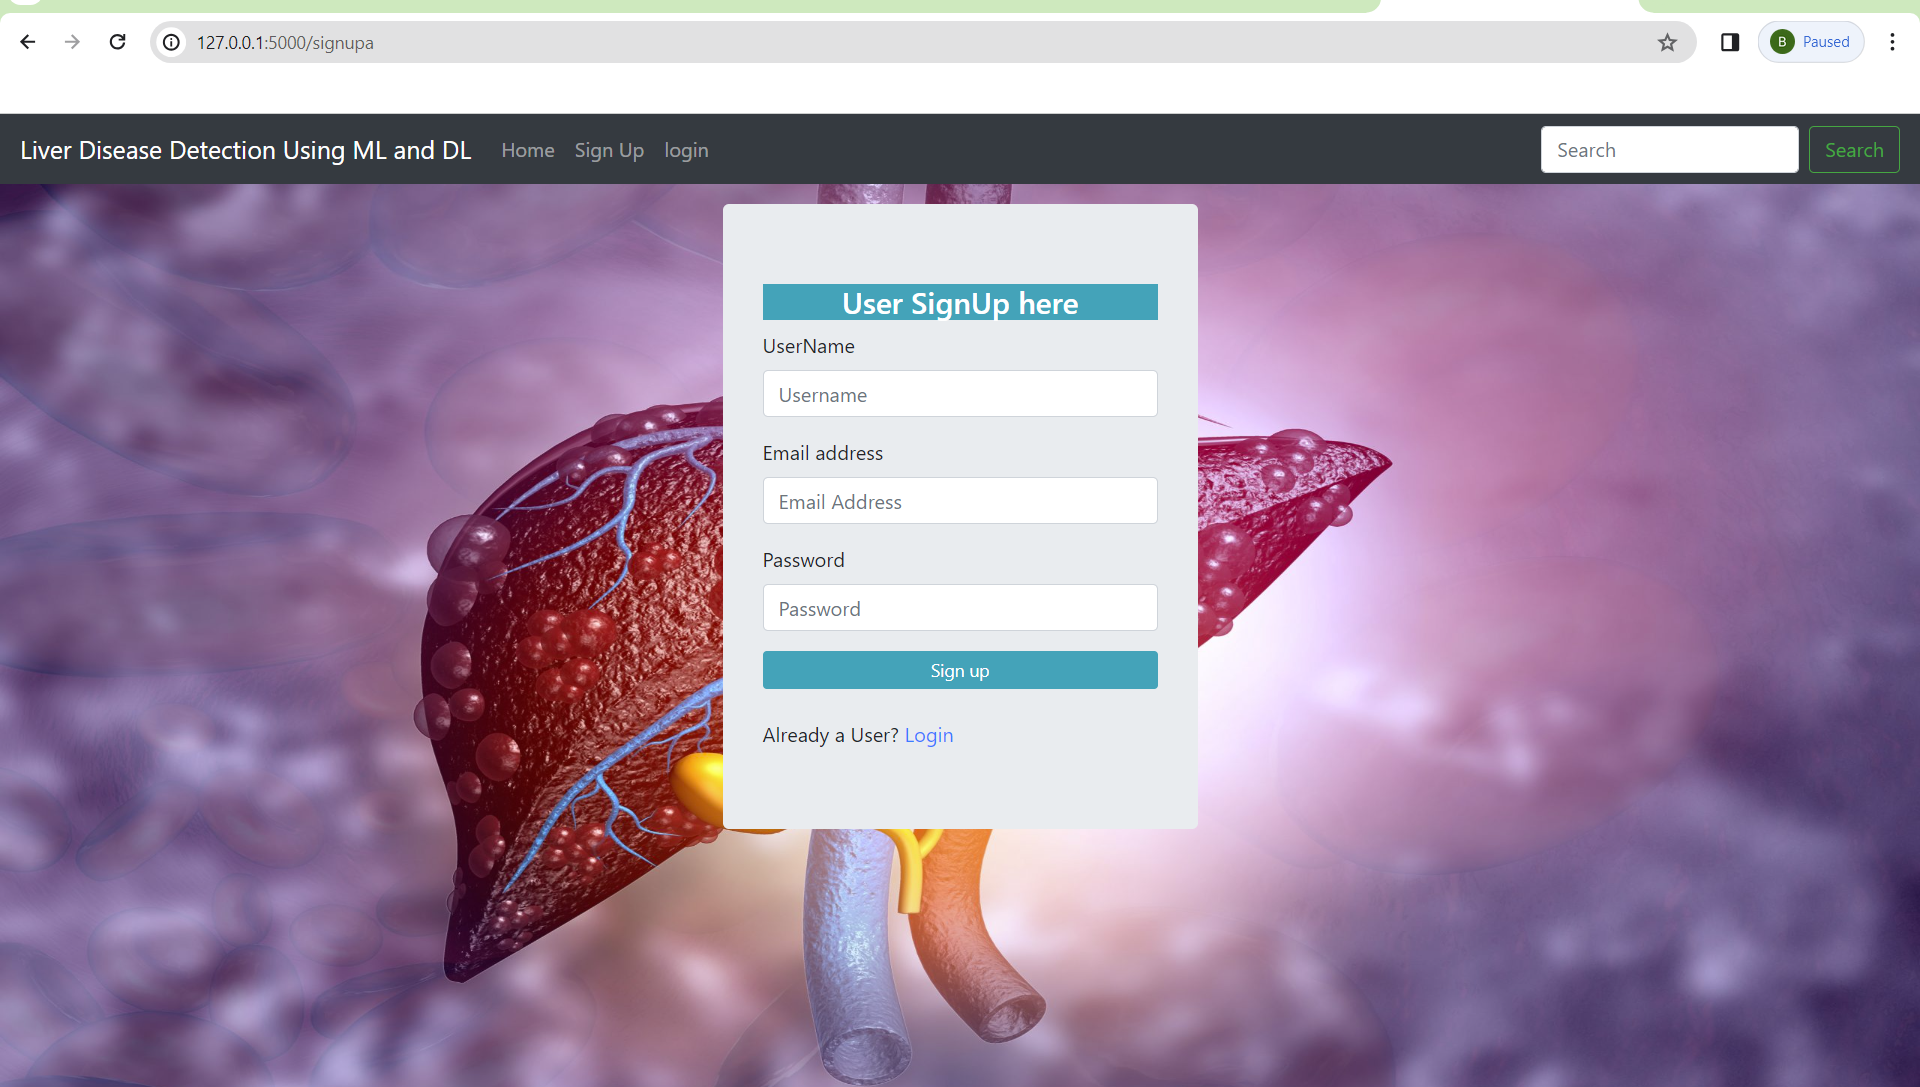 127.0.0.1:5000/signupa
B Paused
Liver Disease Detection Using ML and DL Home Sign Up login Search Search
User SignUp here
UserName
Username
Email address
Email Address
Password
Password
Sign up
Already a User? Login